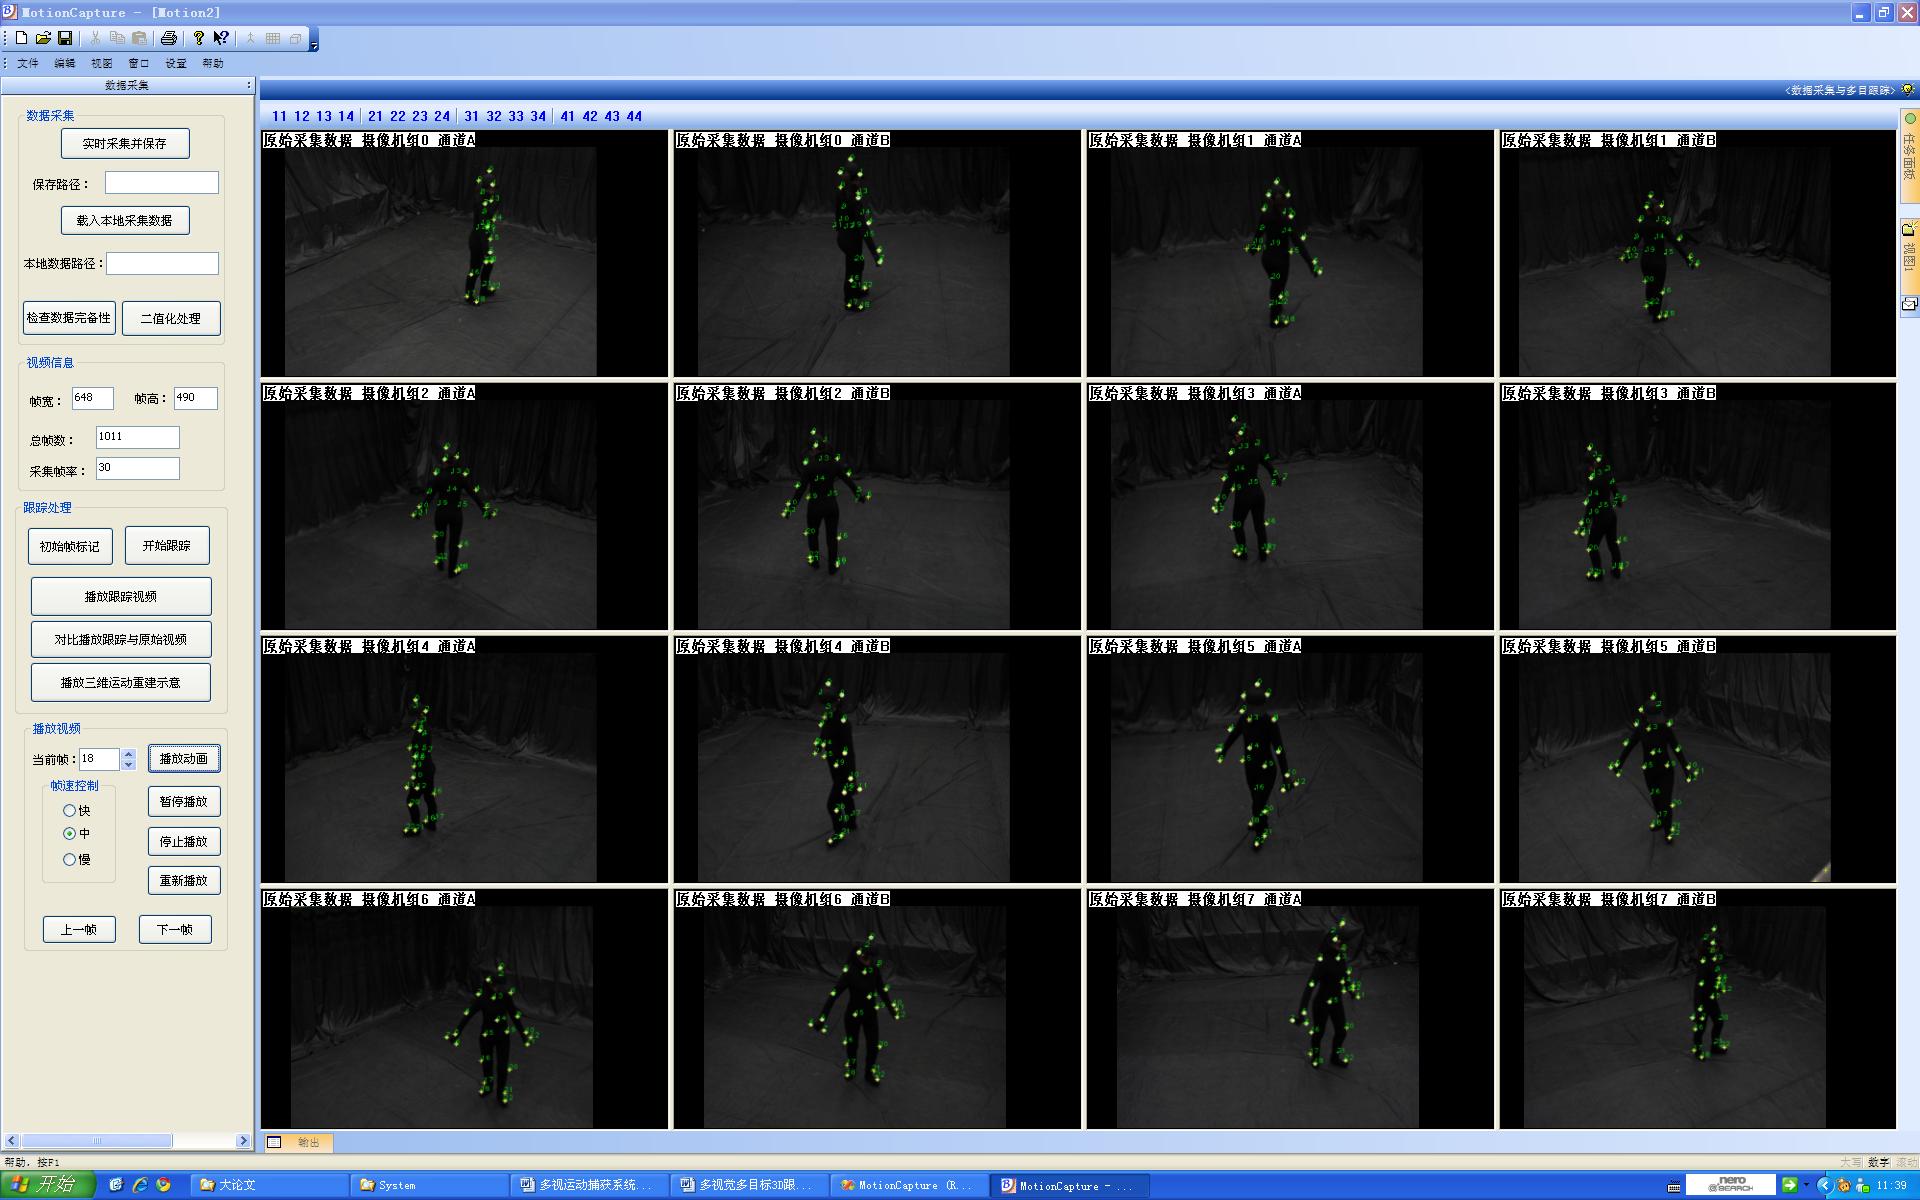 MotionCapture - [Motion2]
文件 编辑 视图 窗口 设置 帮助
数据采集
<数据采集与多目跟踪>
11 12 13 14 21 22 23 24 31 32 33 34 41 42 43 44
数据采集
实时采集并保存
保存路径：
载入本地采集数据
本地数据路径：
检查数据完备性 二值化处理
视频信息
帧宽： 648 帧高： 490
总帧数： 1011
采集帧率： 30
跟踪处理
初始帧标记 开始跟踪
播放跟踪视频
对比播放跟踪与原始视频
播放三维运动重建示意
播放视频
当前帧： 18 播放动画
帧速控制
快
中
慢
暂停播放
停止播放
重新播放
上一帧 下一帧
原始采集数据 摄像机组0 通道A
原始采集数据 摄像机组0 通道B
原始采集数据 摄像机组1 通道A
原始采集数据 摄像机组1 通道B
原始采集数据 摄像机组2 通道A
原始采集数据 摄像机组2 通道B
原始采集数据 摄像机组3 通道A
原始采集数据 摄像机组3 通道B
原始采集数据 摄像机组4 通道A
原始采集数据 摄像机组4 通道B
原始采集数据 摄像机组5 通道A
原始采集数据 摄像机组5 通道B
原始采集数据 摄像机组6 通道A
原始采集数据 摄像机组6 通道B
原始采集数据 摄像机组7 通道A
原始采集数据 摄像机组7 通道B
任务面板
视图1
输出
帮助, 按F1
大写 数字 滚动
开始 大论文 System 多视运动捕获系统... 多视觉多目标3D跟... MotionCapture (R... MotionCapture - ... nero SEARCH 11:39